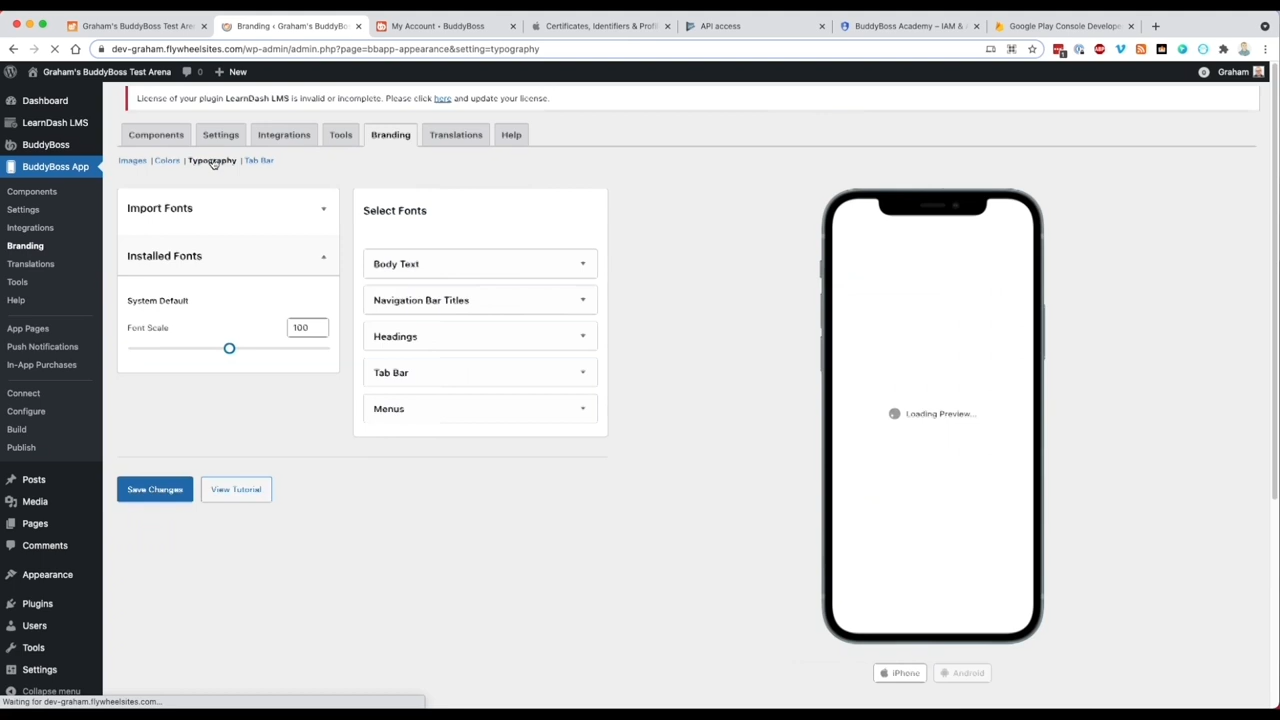 Graham's BuddyBoss Test Aren
Branding ‹ Graham's BuddyBo
My Account • BuddyBoss
Certificates, Identifiers & Profi
API access
BuddyBoss Academy – IAM & A
Google Play Console Develope
dev-graham.flywheelsites.com/wp-admin/admin.php?page=bbapp-appearance&setting=typography
Graham's BuddyBoss Test Arena 0 New
0 Graham
License of your plugin LearnDash LMS is invalid or incomplete. Please click here and update your license.
Dashboard
LearnDash LMS
BuddyBoss
BuddyBoss App
Components
Settings
Integrations
Branding
Translations
Tools
Help
App Pages
Push Notifications
In-App Purchases
Connect
Configure
Build
Publish
Posts
Media
Pages
Comments
Appearance
Plugins
Users
Tools
Settings
Collapse menu
Components Settings Integrations Tools Branding Translations Help
Images | Colors | Typography | Tab Bar
Import Fonts
Installed Fonts
System Default
Font Scale 100
Select Fonts
Body Text
Navigation Bar Titles
Headings
Tab Bar
Menus
Save Changes View Tutorial
Loading Preview...
iPhone Android
Waiting for dev-graham.flywheelsites.com...